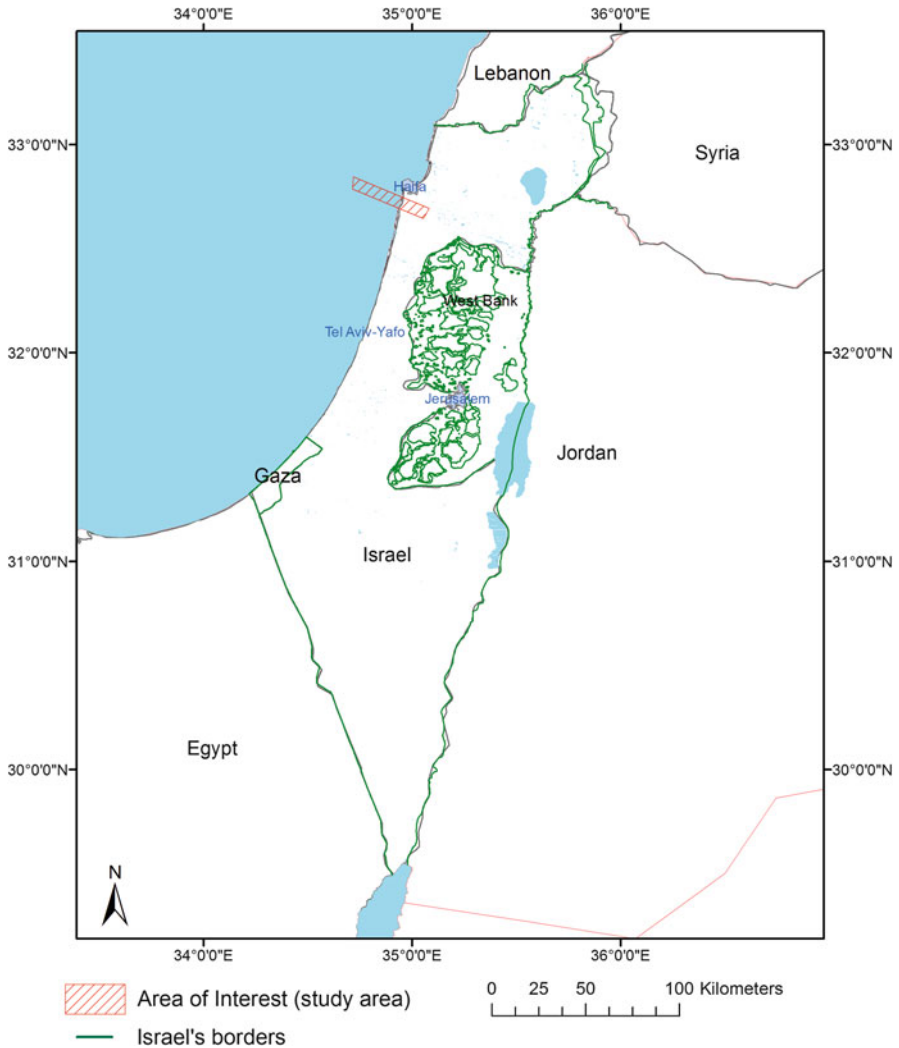 34°0'0"E 35°0'0"E 36°0'0"E
Lebanon
33°0'0"N 33°0'0"N
Syria
Haifa
West Bank
Tel Aviv-Yafo
32°0'0"N 32°0'0"N
Jerusalem
Jordan
Gaza
31°0'0"N 31°0'0"N
Israel
Egypt
30°0'0"N 30°0'0"N
N
34°0'0"E 35°0'0"E 36°0'0"E
Area of Interest (study area)
0 25 50 100 Kilometers
Israel's borders